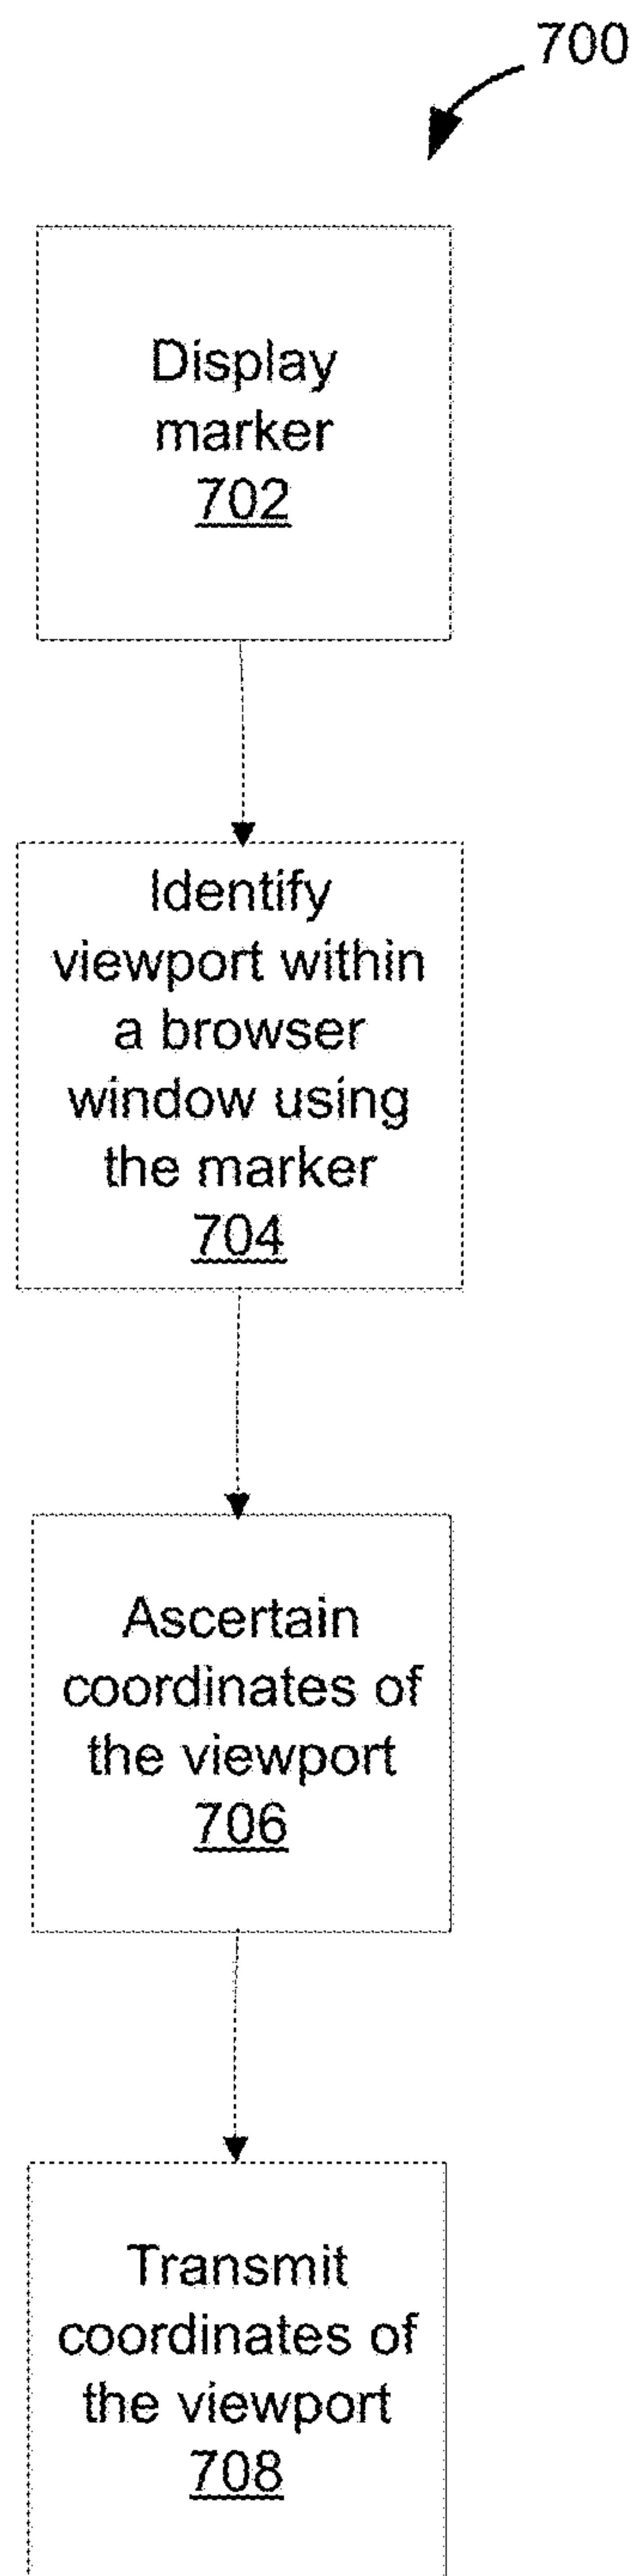 700
Display
marker
702
Identify
viewport within
a browser
window using
the marker
704
Ascertain
coordinates of
the viewport
706
Transmit
coordinates of
the viewport
708